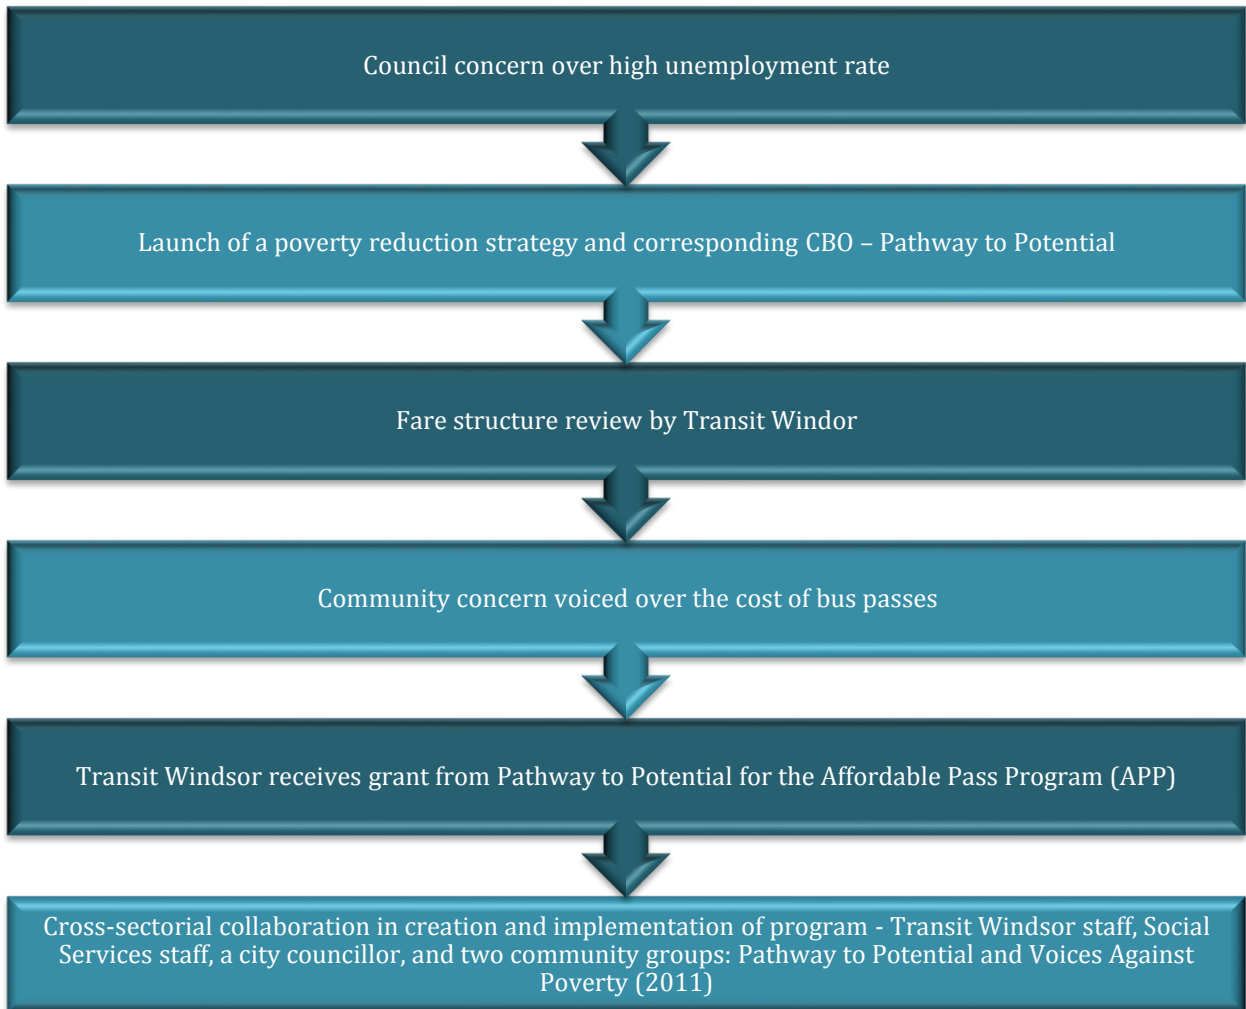 Council concern over high unemployment rate
Launch of a poverty reduction strategy and corresponding CBO – Pathway to Potential
Fare structure review by Transit Windor
Community concern voiced over the cost of bus passes
Transit Windsor receives grant from Pathway to Potential for the Affordable Pass Program (APP)
Cross-sectorial collaboration in creation and implementation of program - Transit Windsor staff, Social
Services staff, a city councillor, and two community groups: Pathway to Potential and Voices Against
Poverty (2011)